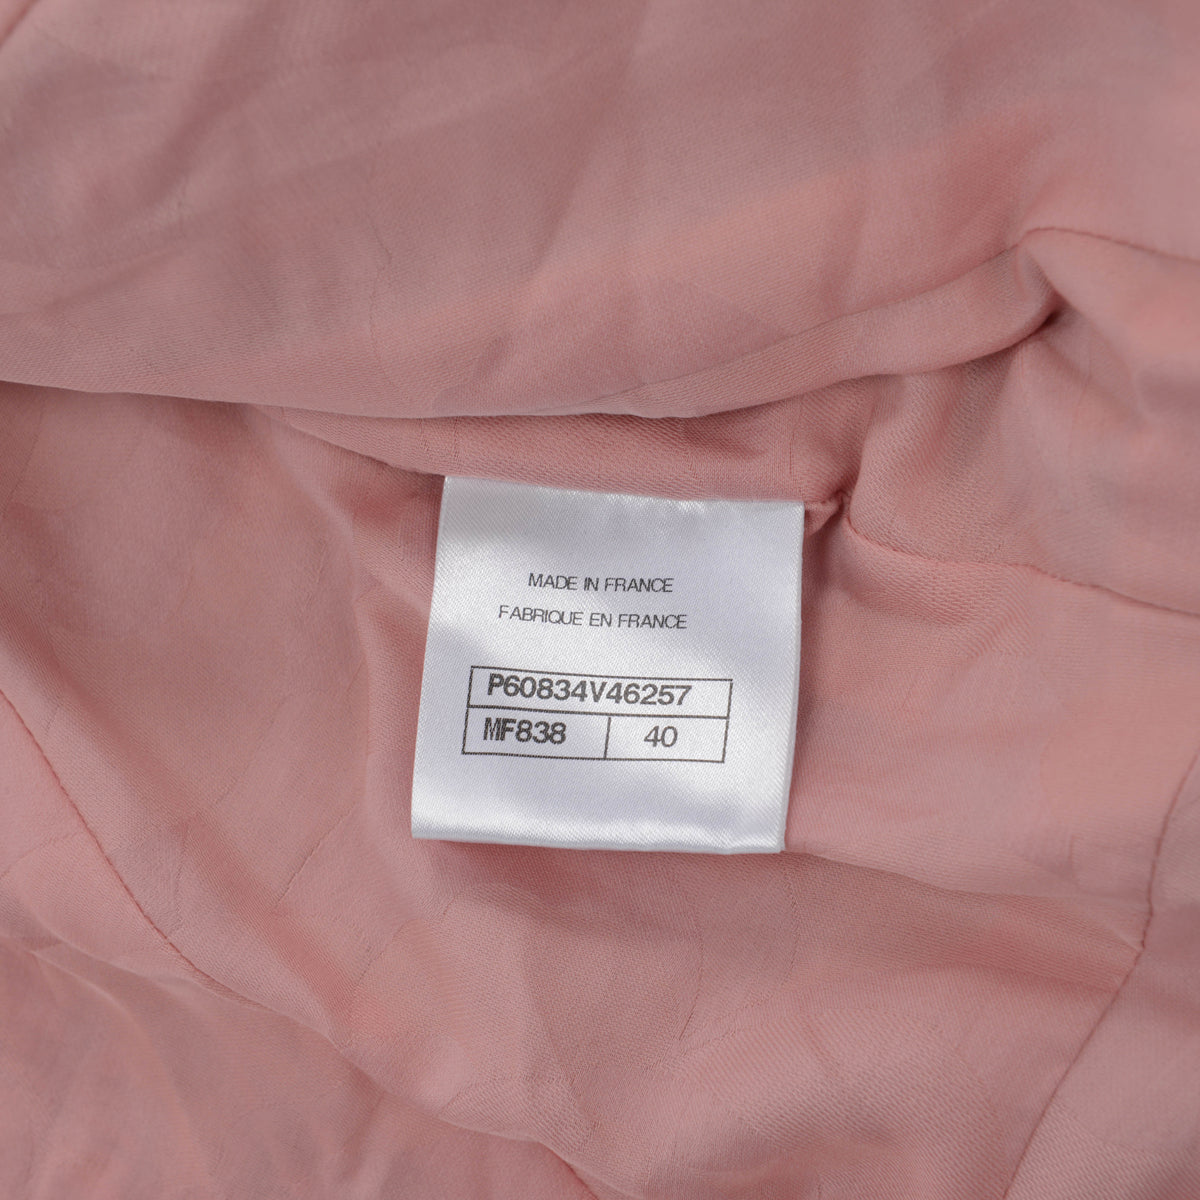 MADE IN FRANCE
FABRIQUE EN FRANCE
P60834V46257
MF838 40